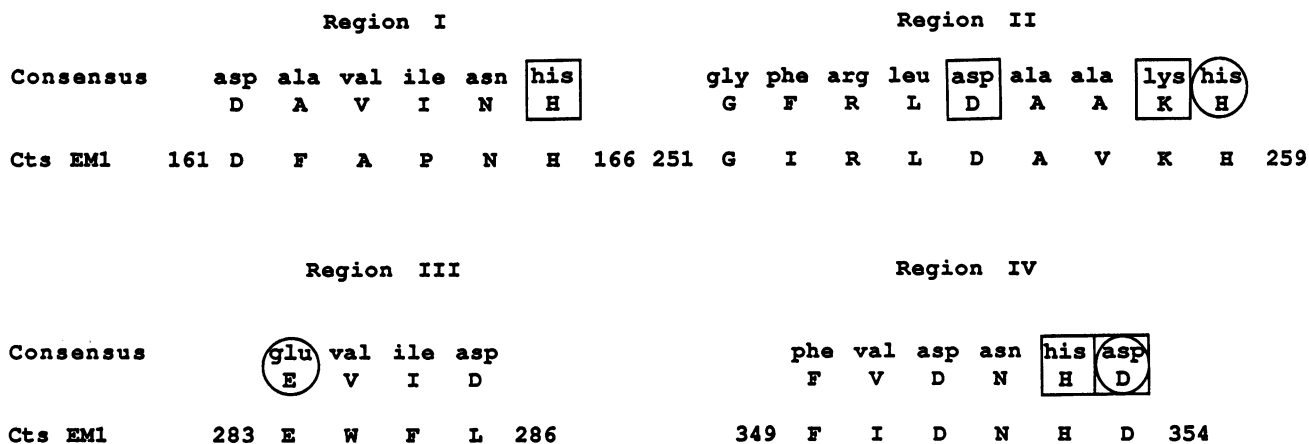 Region I Region II
Consensus asp ala val ile asn his gly phe arg leu asp ala ala lys his
D A V I N H G F R L D A A K H
Cts EM1 161 D F A P N H 166 251 G I R L D A V K H 259
Region III Region IV
Consensus glu val ile asp phe val asp asn his asp
E V I D F V D N H D
Cts EM1 283 E W F L 286 349 F I D N H D 354